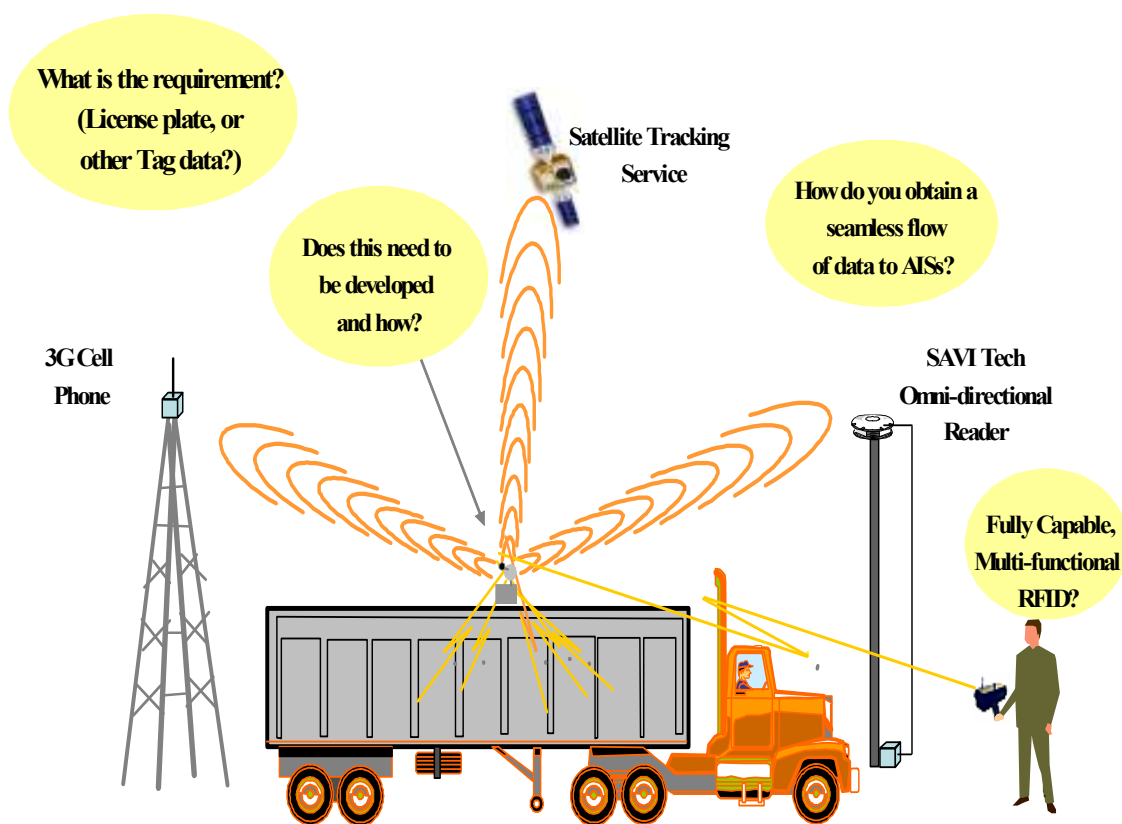 What is the requirement?
(License plate, or
other Tag data?)
Satellite Tracking
Service
How do you obtain a
seamless flow
of data to AISs?
Does this need to
be developed
and how?
3G Cell
Phone
SAVI Tech
Omni-directional
Reader
Fully Capable,
Multi-functional
RFID?